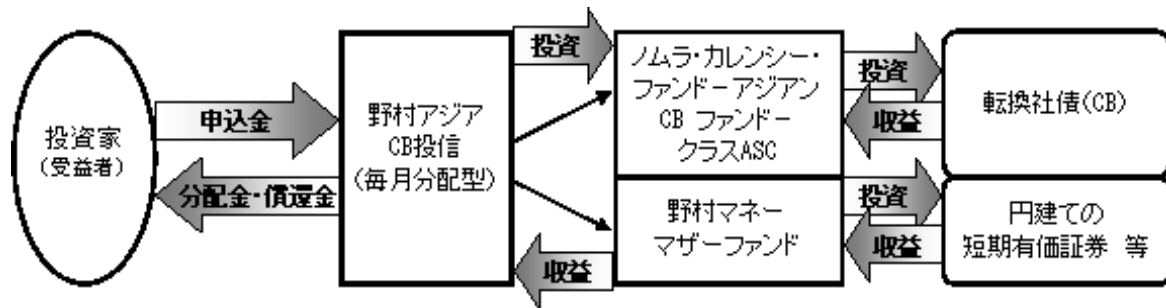 投資家
(受益者)
申込金
分配金・償還金
野村アジア
CB投信
(毎月分配型)
投資
収益
ノムラ・カレンシー・
ファンドーアジアン
CB ファンドー
クラスASC
野村マネー
マザーファンド
投資
収益
投資
収益
転換社債(CB)
円建ての
短期有価証券 等